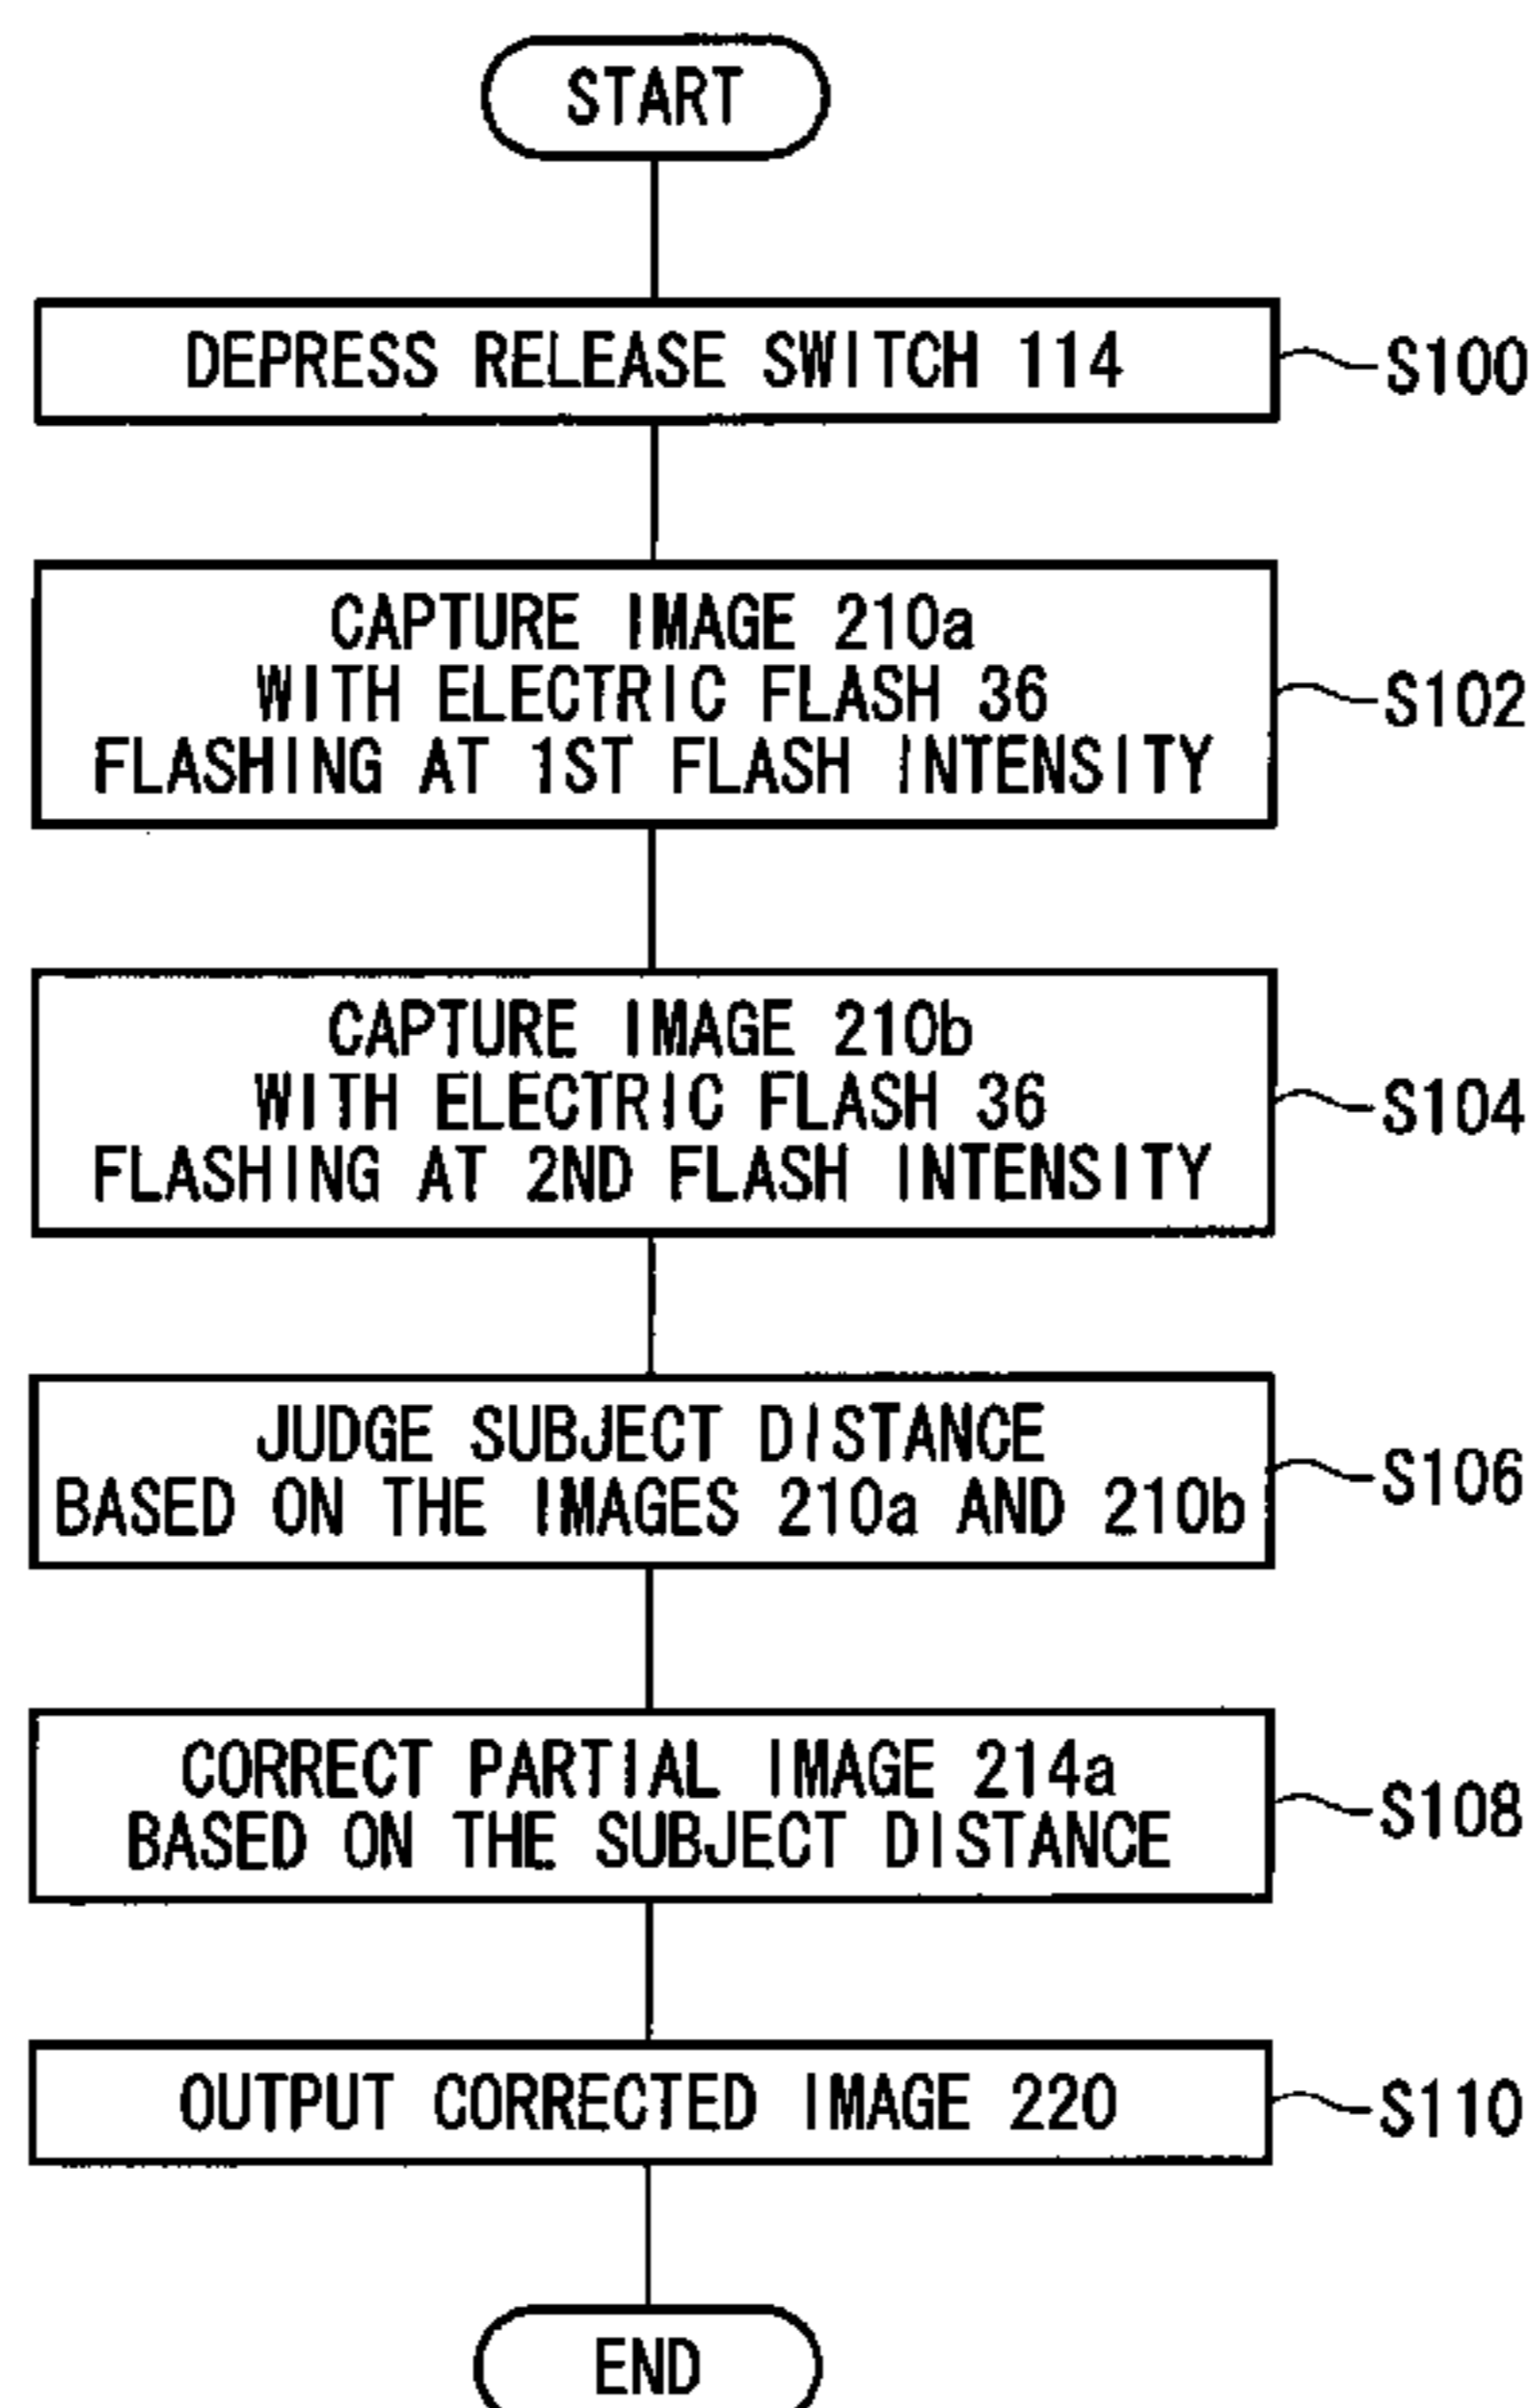 START
DEPRESS RELEASE SWITCH 114
S100
CAPTURE IMAGE 210a
WITH ELECTRIC FLASH 36
FLASHING AT 1ST FLASH INTENSITY
S102
CAPTURE IMAGE 210b
WITH ELECTRIC FLASH 36
FLASHING AT 2ND FLASH INTENSITY
S104
JUDGE SUBJECT DISTANCE
BASED ON THE IMAGES 210a AND 210b
S106
CORRECT PARTIAL IMAGE 214a
BASED ON THE SUBJECT DISTANCE
S108
OUTPUT CORRECTED IMAGE 220
S110
END